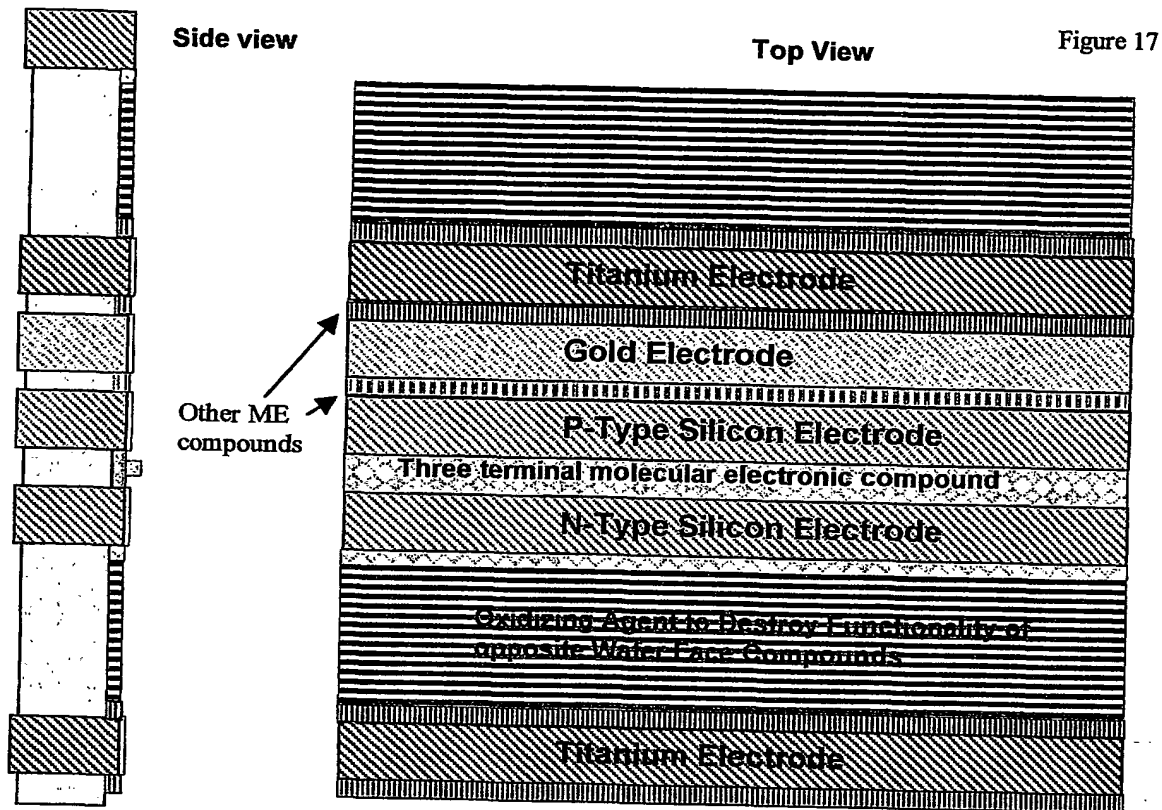 Side view
Top View
Figure 17
Titanium Electrode
Gold Electrode
Other ME
compounds
P-Type Silicon Electrode
Three terminal molecular electronic compound
N-Type Silicon Electrode
Oxidizing Agent to Destroy Functionality of
opposite Wafer Face Compounds
Titanium Electrode